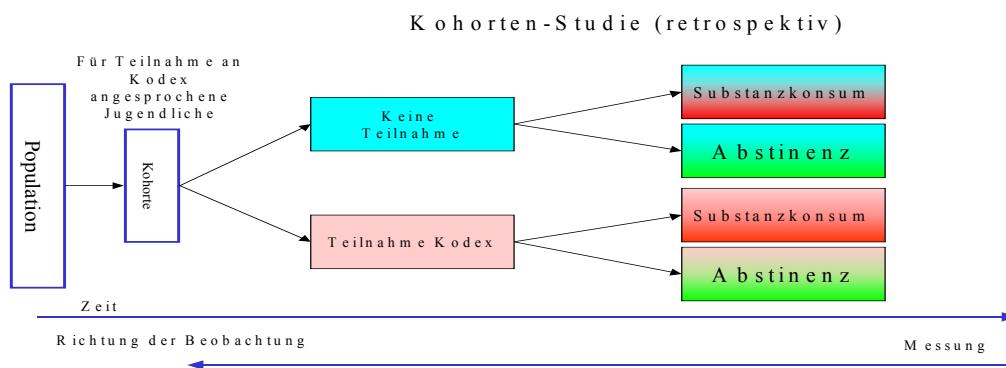 Kohorten-Studie (retrospektiv)
Für Teilnahme an
Kodex
angesprochene
Jugendliche
Population
Kohorte
Keine
Teilnahme
Substanzkonsum
Abstinenz
Teilnahme Kodex
Substanzkonsum
Abstinenz
Zeit
Richtung der Beobachtung
Messung